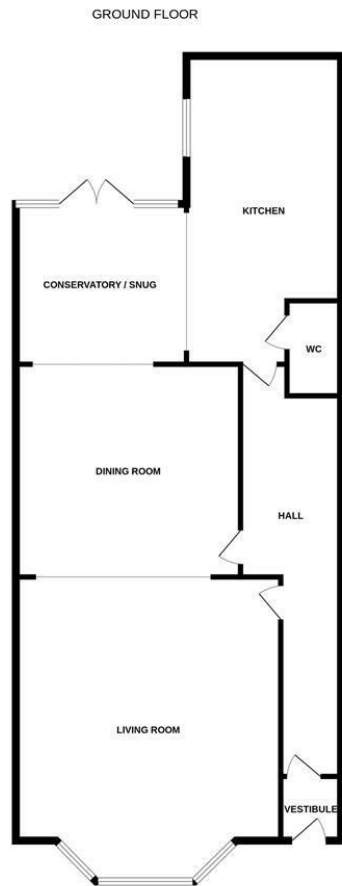 GROUND FLOOR
KITCHEN
CONSERVATORY / SNUG
WC
DINING ROOM
HALL
LIVING ROOM
VESTIBULE